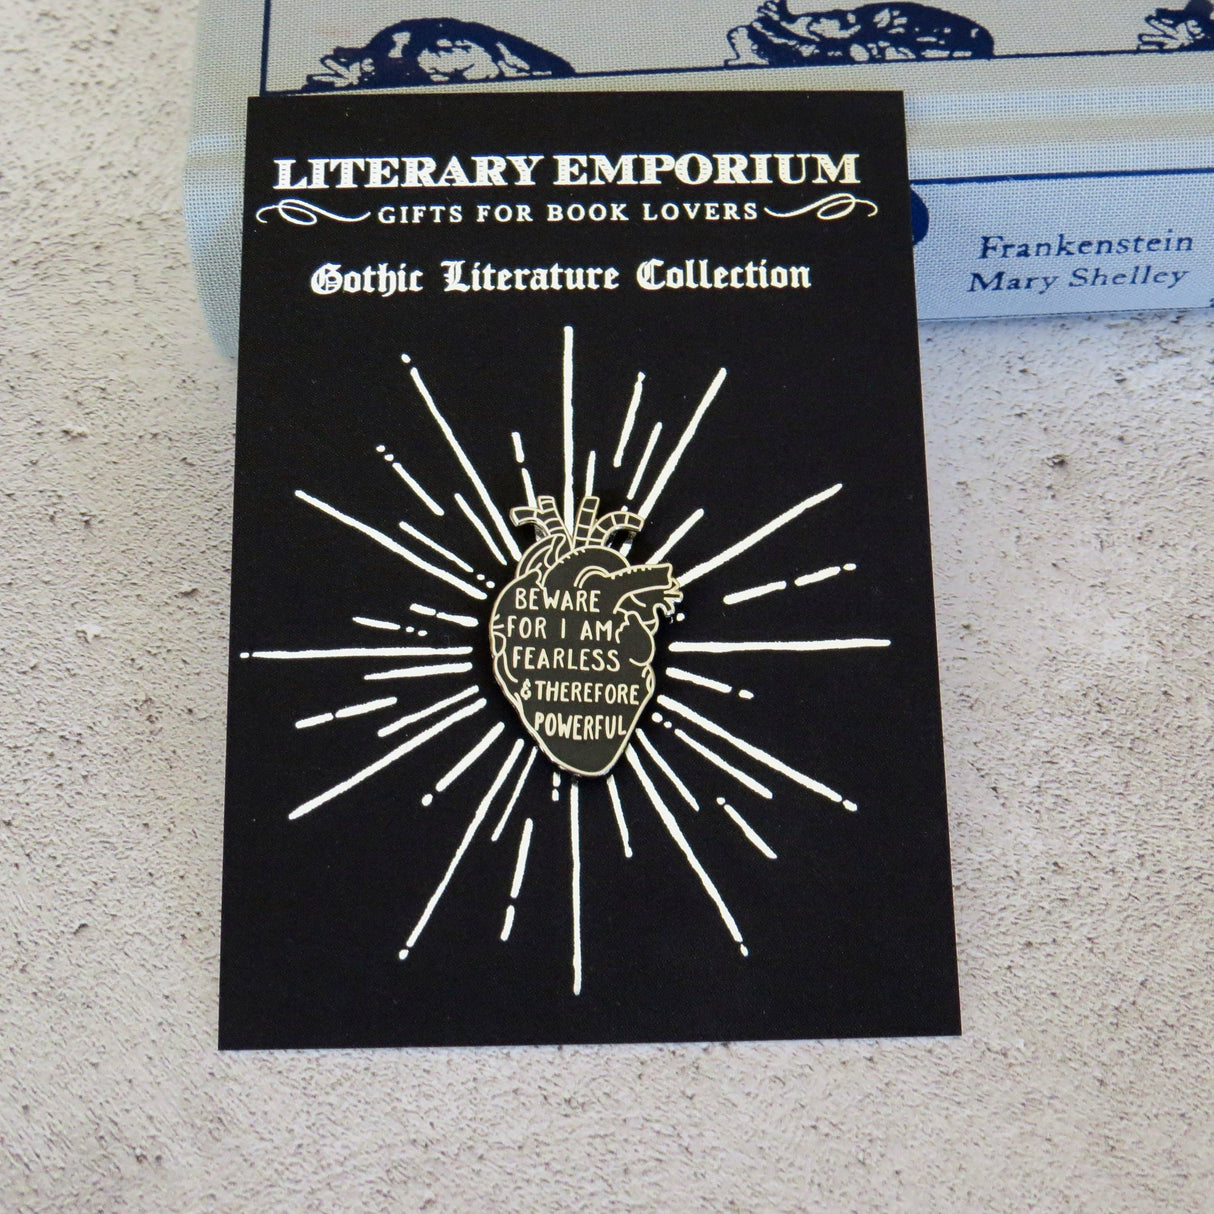 LITERARY EMPORIUM
GIFTS FOR BOOK LOVERS
Gothic Literature Collection
Frankenstein
Mary Shelley
BEWARE
FOR I AM
FEARLESS
& THEREFORE
POWERFUL